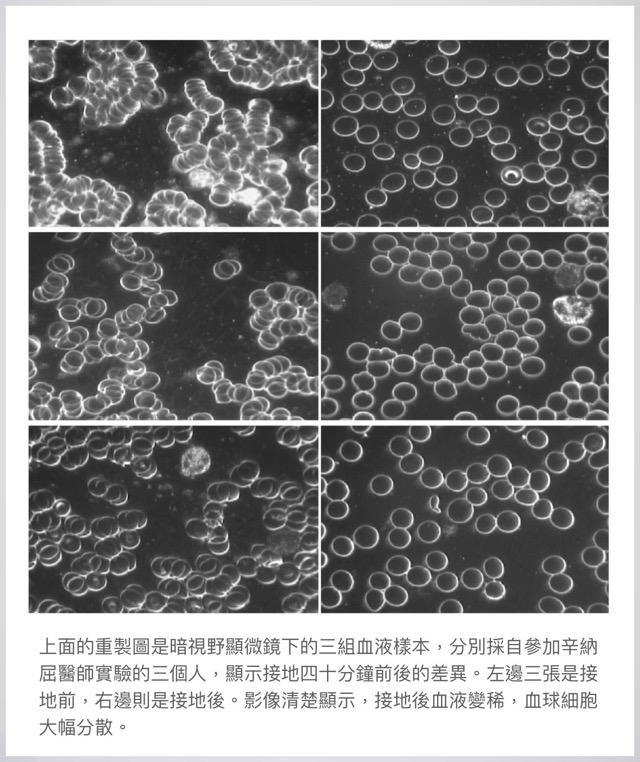 上面的重製圖是暗視野顯微鏡下的三組血液樣本，分別採自參加辛納
屈醫師實驗的三個人，顯示接地四十分鐘前後的差異。左邊三張是接
地前，右邊則是接地後。影像清楚顯示，接地後血液變稀，血球細胞
大幅分散。